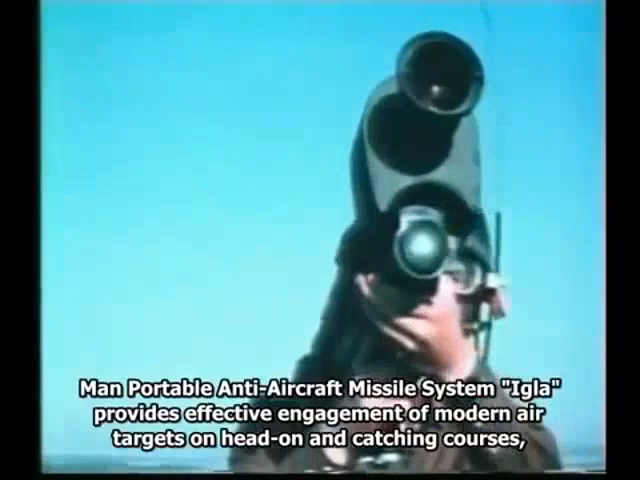 Man Portable Anti-Aircraft Missile System "Igla"
provides effective engagement of modern air
targets on head-on and catching courses,